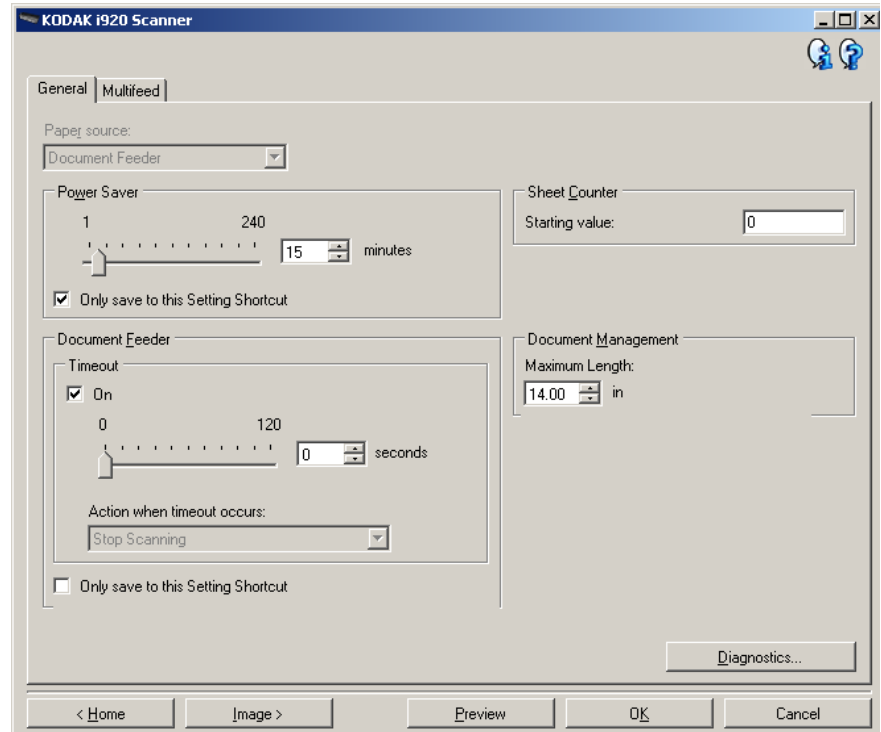 KODAK i920 Scanner
General
Multifeed
Paper source:
Document Feeder
Power Saver
1 240
15 minutes
Only save to this Setting Shortcut
Sheet Counter
Starting value: 0
Document Feeder
Timeout
On
0 120
0 seconds
Action when timeout occurs:
Stop Scanning
Only save to this Setting Shortcut
Document Management
Maximum Length:
14.00 in
Diagnostics...
< Home
Image >
Preview
OK
Cancel